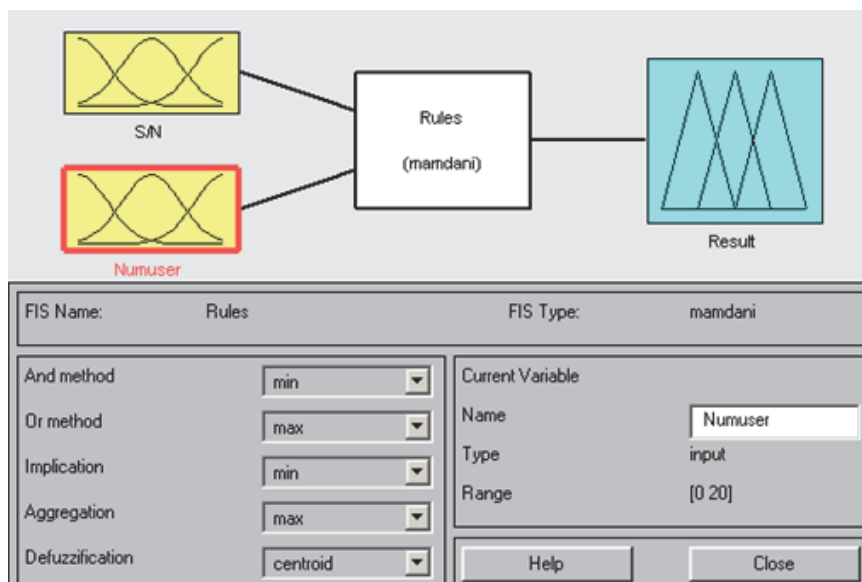 S/N
Numuser
Rules
(mamdani)
Result
FIS Name: Rules FIS Type: mamdani
And method min
Or method max
Implication min
Aggregation max
Defuzzification centroid
Current Variable
Name Numuser
Type input
Range [0 20]
Help Close